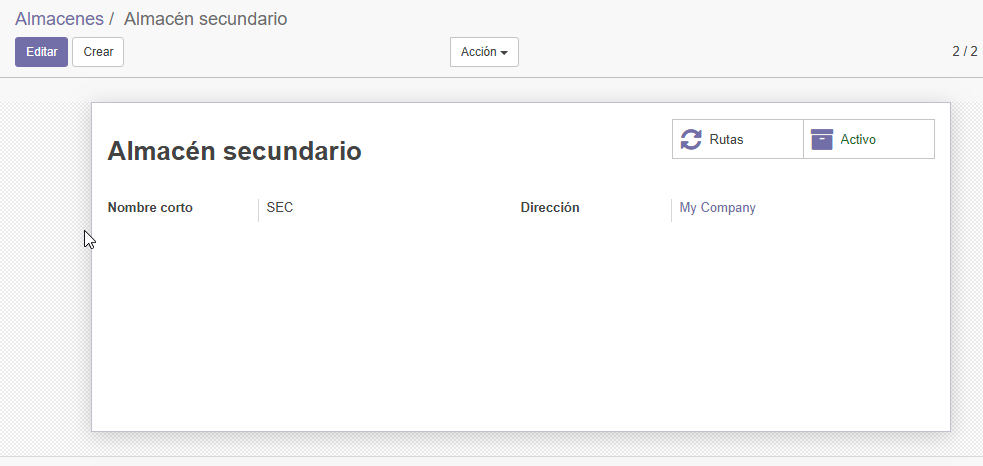 Almacenes / Almacén secundario
Editar Crear Acción 2 / 2
Rutas Activo
Almacén secundario
Nombre corto SEC Dirección My Company